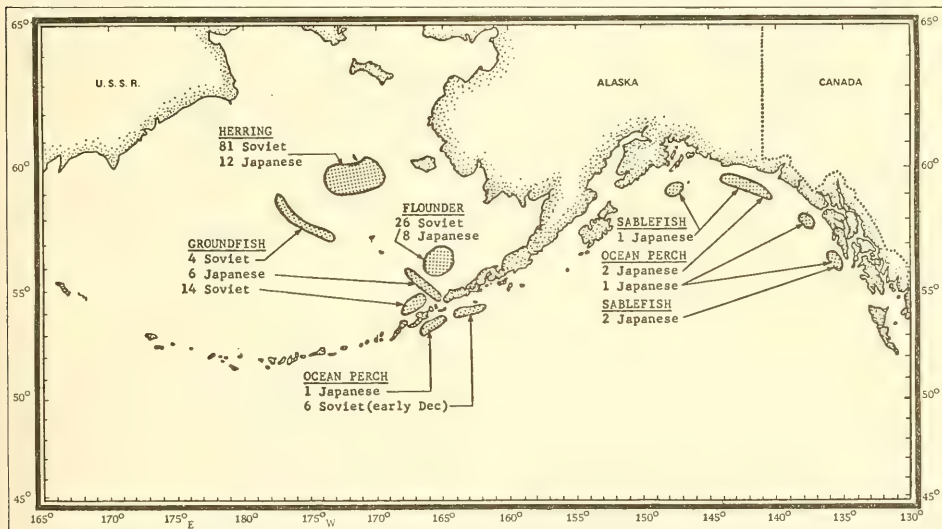 65°
65°
U.S.S.R.
ALASKA
CANADA
HERRING
81 Soviet
12 Japanese
60°
60°
FLOUNDER
26 Soviet
8 Japanese
GROUNDFISH
4 Soviet
6 Japanese
14 Soviet
SABLEFISH
1 Japanese
OCEAN PERCH
2 Japanese
1 Japanese
SABLEFISH
2 Japanese
55°
55°
OCEAN PERCH
1 Japanese
6 Soviet(early Dec)
50°
50°
45°
45°
165° 170° 175° E 180° 175° W 170° 165° 160° 155° 150° 145° 140° 135° 130°